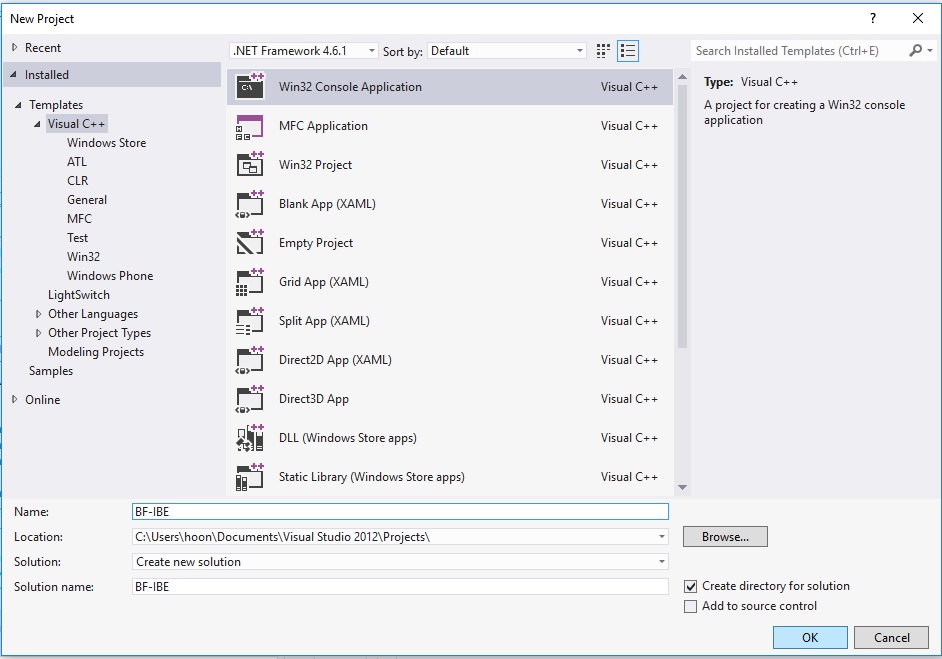 New Project
?
Recent
.NET Framework 4.6.1
Sort by:
Default
Search Installed Templates (Ctrl+E)
Installed
Templates
Visual C++
Windows Store
ATL
CLR
General
MFC
Test
Win32
Windows Phone
LightSwitch
Other Languages
Other Project Types
Modeling Projects
Samples
Online
Win32 Console Application Visual C++
MFC Application Visual C++
Win32 Project Visual C++
Blank App (XAML) Visual C++
Empty Project Visual C++
Grid App (XAML) Visual C++
Split App (XAML) Visual C++
Direct2D App (XAML) Visual C++
Direct3D App Visual C++
DLL (Windows Store apps) Visual C++
Static Library (Windows Store apps) Visual C++
Type: Visual C++
A project for creating a Win32 console
application
Name: BF-IBE
Location: C:\Users\hoon\Documents\Visual Studio 2012\Projects\
Browse...
Solution: Create new solution
Solution name: BF-IBE
Create directory for solution
Add to source control
OK
Cancel